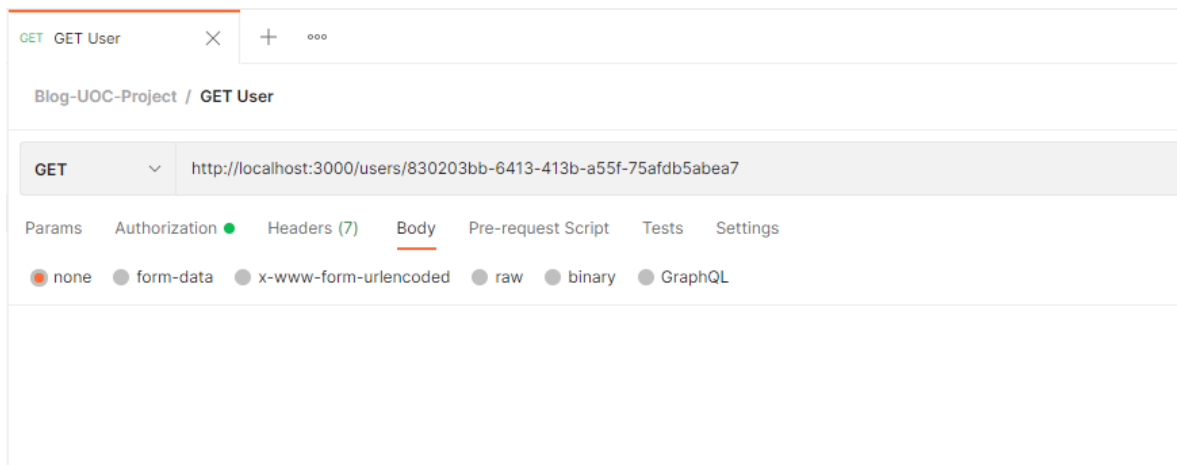 GET GET User
Blog-UOC-Project / GET User
GET http://localhost:3000/users/830203bb-6413-413b-a55f-75afdb5abea7
Params Authorization Headers (7) Body Pre-request Script Tests Settings
none form-data x-www-form-urlencoded raw binary GraphQL